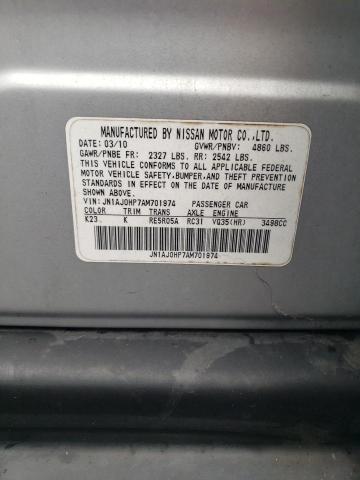 MANUFACTURED BY NISSAN MOTOR CO.,LTD.
DATE: 03/10 GVWR/PNBV: 4860 LBS.
GAWR/PNBE FR: 2327 LBS. RR: 2542 LBS.
THIS VEHICLE CONFORMS TO ALL APPLICABLE FEDERAL
MOTOR VEHICLE SAFETY,BUMPER,AND THEFT PREVENTION
STANDARDS IN EFFECT ON THE DATE OF MANUFACTURE
SHOWN ABOVE.
VIN: JN1AJ0HP7AM701974 PASSENGER CAR
COLOR TRIM TRANS AXLE ENGINE
K23 K RE5R05A RC31 VQ35(HR) 3498CC
JN1AJ0HP7AM701974